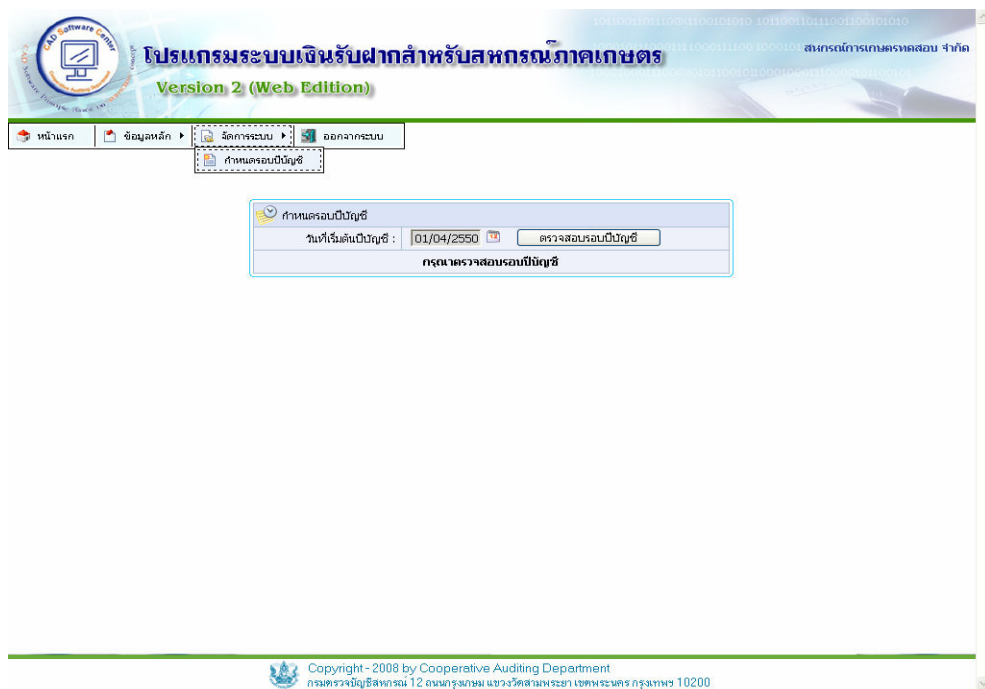 CAD Software Center
โปรแกรมระบบเงินรับฝากสำหรับสหกรณ์ภาคเกษตร
สหกรณ์การเกษตรทดสอบ จำกัด
Version 2 (Web Edition)
หน้าแรก
ข้อมูลหลัก
จัดการระบบ
ออกจากระบบ
กำหนดรอบปีบัญชี
กำหนดรอบปีบัญชี
วันที่เริ่มต้นปีบัญชี : 01/04/2550 ตรวจสอบรอบปีบัญชี
กรุณาตรวจสอบรอบปีบัญชี
Copyright - 2008 by Cooperative Auditing Department
กรมตรวจบัญชีสหกรณ์ 12 ถนนกรุงเกษม แขวงวัดสามพระยา เขตพระนคร กรุงเทพฯ 10200